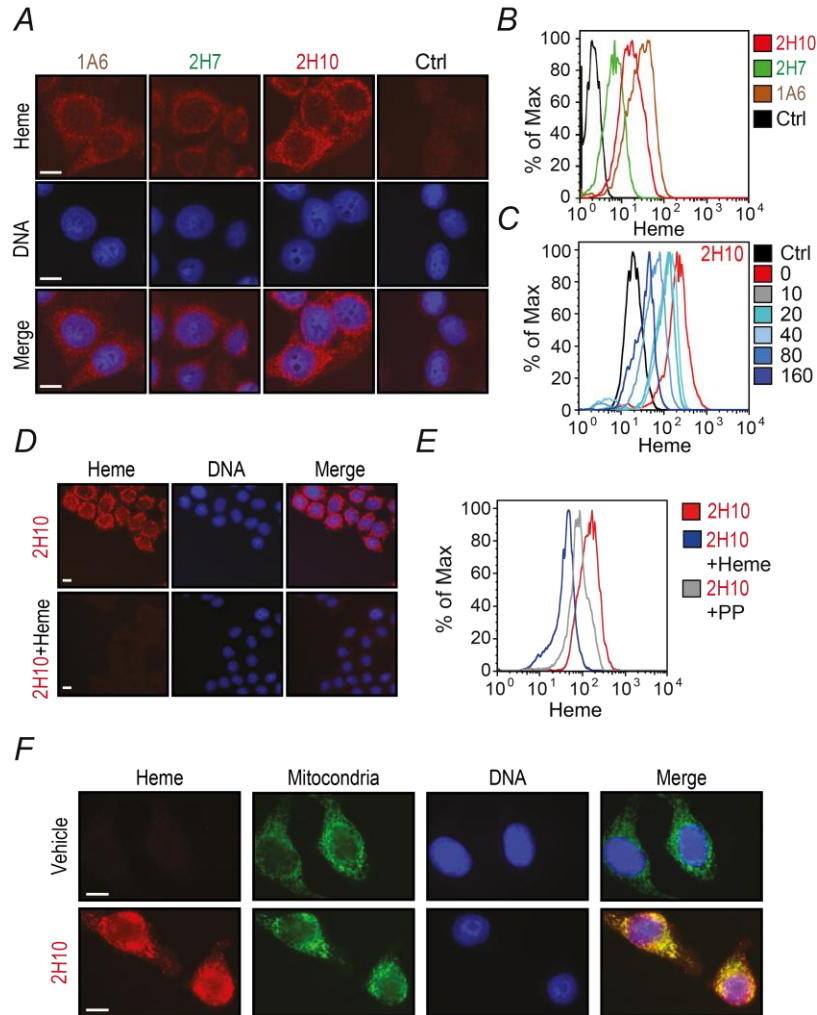 A
1A6 2H7 2H10 Ctrl
Heme
DNA
Merge
B
% of Max
100
80
60
40
20
0
10^0 10^1 10^2 10^3 10^4
Heme
2H10
2H7
1A6
Ctrl
C
2H10
% of Max
100
80
60
40
20
0
10^0 10^1 10^2 10^3 10^4
Heme
Ctrl
0
10
20
40
80
160
D
Heme DNA Merge
2H10
2H10+Heme
E
% of Max
100
80
60
40
20
0
10^0 10^1 10^2 10^3 10^4
Heme
2H10
2H10
+Heme
2H10
+PP
F
Heme Mitocondria DNA Merge
Vehicle
2H10